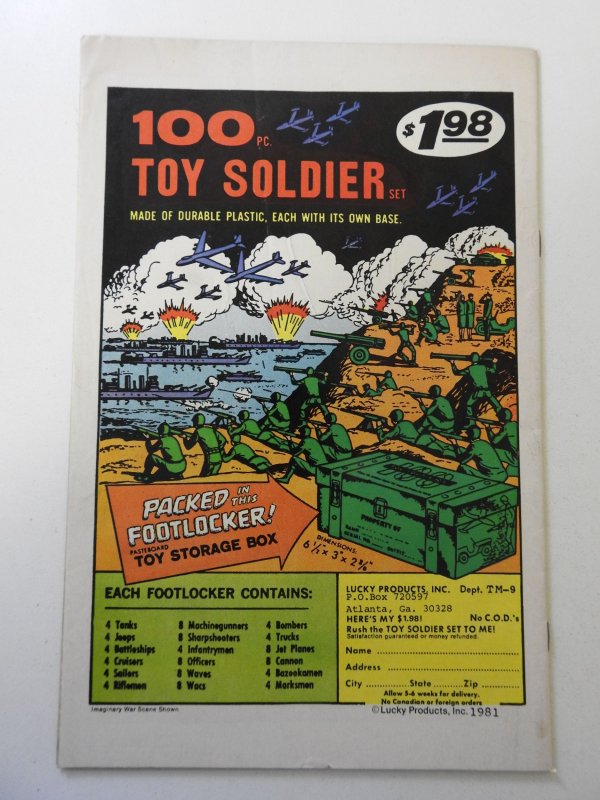 100 PC.
$1.98
TOY SOLDIER SET
MADE OF DURABLE PLASTIC, EACH WITH ITS OWN BASE.
PACKED IN THIS
FOOTLOCKER!
PASTEBOARD
TOY STORAGE BOX
DIMENSIONS:
6 1/2" x 3" x 2 3/8"
PROPERTY OF
NAME
SERIAL NO. OUTFIT
EACH FOOTLOCKER CONTAINS:
4 Tanks 8 Machinegunners 4 Bombers
4 Jeeps 8 Sharpshooters 4 Trucks
4 Battleships 4 Infantrymen 8 Jet Planes
4 Cruisers 8 Officers 8 Cannon
4 Sailors 8 Waves 4 Bazookamen
4 Riflemen 8 Wacs 4 Marksmen
LUCKY PRODUCTS, INC. Dept. TM-9
P.O.Box 720597
Atlanta, Ga. 30328
HERE'S MY $1.98! No C.O.D.'s
Rush the TOY SOLDIER SET TO ME!
Satisfaction guaranteed or money refunded.
Name
Address
City State Zip
Allow 5-6 weeks for delivery.
No Canadian or foreign orders
Imaginary War Scene Shown
©Lucky Products, Inc. 1981